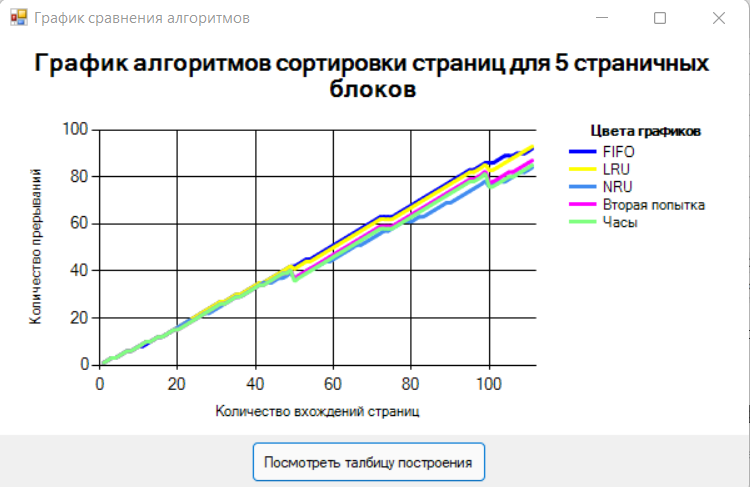 График сравнения алгоритмов
График алгоритмов сортировки страниц для 5 страничных
блоков
Количество прерываний
100
80
60
40
20
0
0 20 40 60 80 100
Количество вхождений страниц
Цвета графиков
FIFO
LRU
NRU
Вторая попытка
Часы
Посмотреть талбицу построения